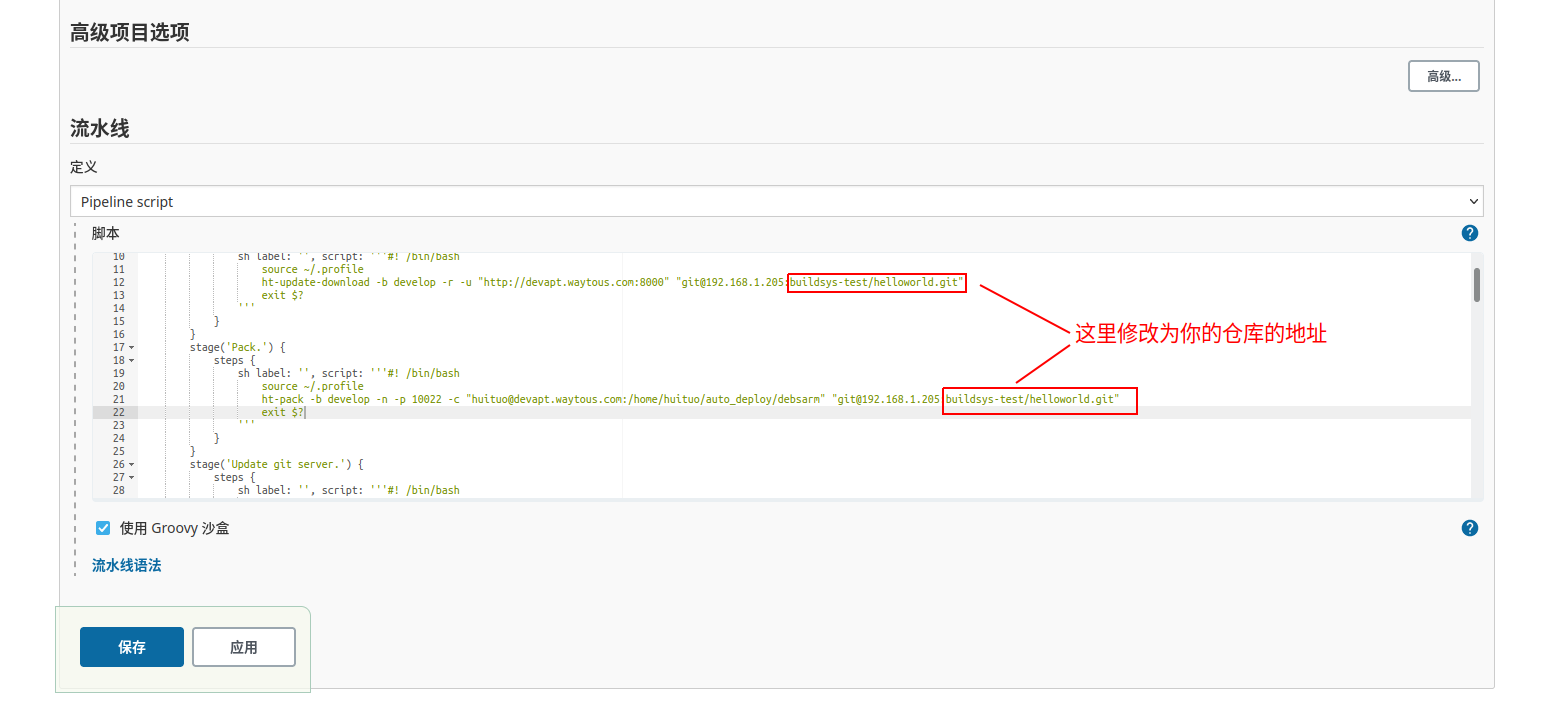 高级项目选项
高级...
流水线
定义
Pipeline script
脚本
10 sh label: '', script: '''#! /bin/bash
11 source ~/.profile
12 ht-update-download -b develop -r -u "http://devapt.waytous.com:8000" "git@192.168.1.205:buildsys-test/helloworld.git"
13 exit $?
14 '''
15 }
16 }
17 stage('Pack.') {
18 steps {
19 sh label: '', script: '''#! /bin/bash
20 source ~/.profile
21 ht-pack -b develop -n -p 10022 -c "huituo@devapt.waytous.com:/home/huituo/auto_deploy/debsarm" "git@192.168.1.205:buildsys-test/helloworld.git"
22 exit $?
23 '''
24 }
25 }
26 stage('Update git server.') {
27 steps {
28 sh label: '', script: '''#! /bin/bash
这里修改为你的仓库的地址
使用 Groovy 沙盒
流水线语法
保存
应用